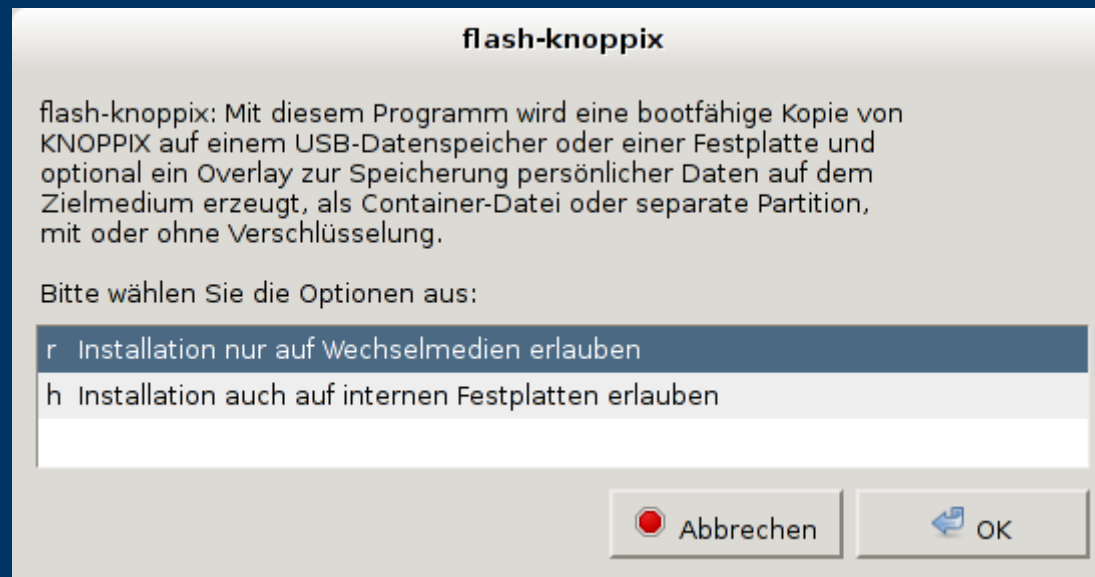 flash-knoppix
flash-knoppix: Mit diesem Programm wird eine bootfähige Kopie von
KNOPPIX auf einem USB-Datenspeicher oder einer Festplatte und
optional ein Overlay zur Speicherung persönlicher Daten auf dem
Zielmedium erzeugt, als Container-Datei oder separate Partition,
mit oder ohne Verschlüsselung.
Bitte wählen Sie die Optionen aus:
r Installation nur auf Wechselmedien erlauben
h Installation auch auf internen Festplatten erlauben
Abbrechen OK